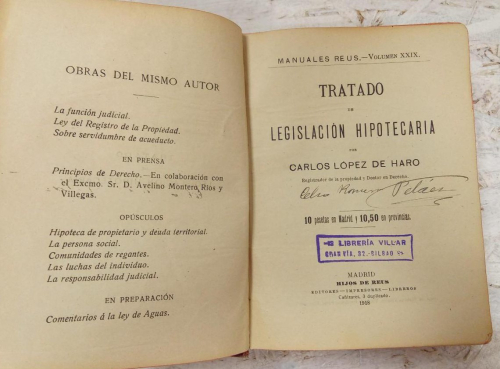 OBRAS DEL MISMO AUTOR
La función judicial.
Ley del Registro de la Propiedad.
Sobre servidumbre de acueducto.
EN PRENSA
Principios de Derecho.—En colaboración
con el Excmo. Sr. D. Avelino Montero Ríos y
Villegas.
OPÚSCULOS
Hipoteca de propietario y deuda territorial.
La persona social.
Comunidades de regantes.
Las luchas del individuo.
La responsabilidad judicial.
EN PREPARACIÓN
Comentarios á la ley de Aguas.
MANUALES REUS.—VOLUMEN XXIX.
TRATADO
DE
LEGISLACIÓN HIPOTECARIA
POR
CARLOS LÓPEZ DE HARO
Registrador de la propiedad y Doctor en Derecho.
Peláez
10 pesetas en Madrid y 10,50 en provincias.
LIBRERÍA VILLAR
GRAN VÍA, 32.-BILBAO
MADRID
HIJOS DE REUS
EDITORES—IMPRESORES—LIBREROS
Cañizares, 3 duplicado.